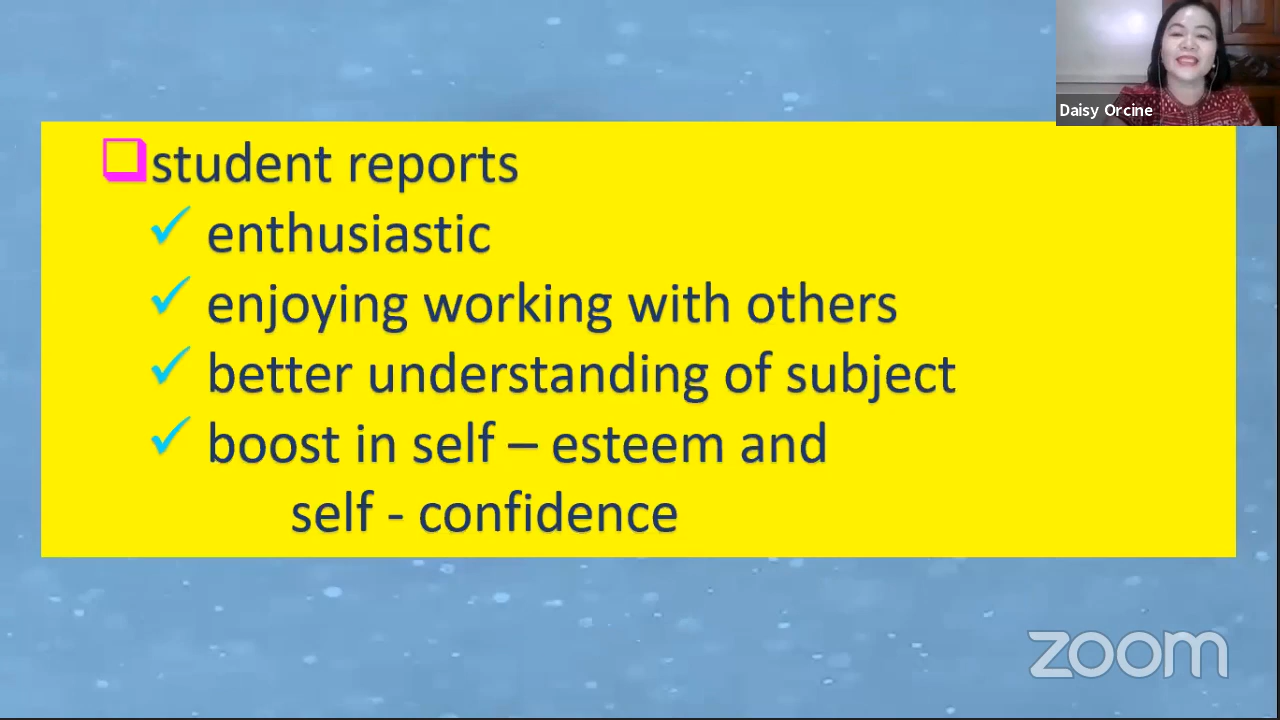 Daisy Orcine
student reports
enthusiastic
enjoying working with others
better understanding of subject
boost in self – esteem and
self - confidence
zoom